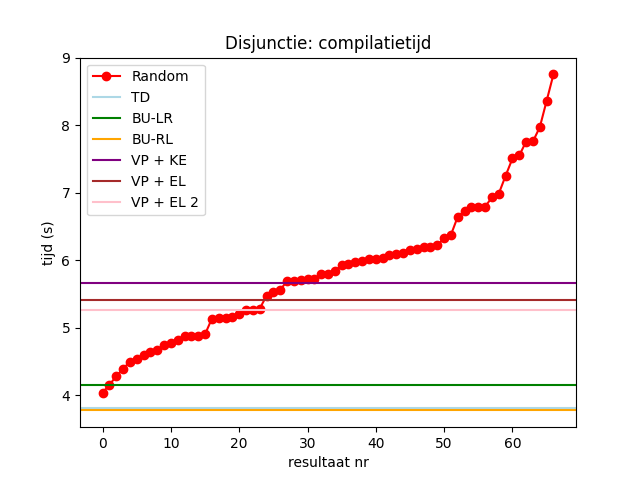 Disjunctie: compilatietijd
tijd (s)
9
8
7
6
5
4
Random
TD
BU-LR
BU-RL
VP + KE
VP + EL
VP + EL 2
0 10 20 30 40 50 60
resultaat nr